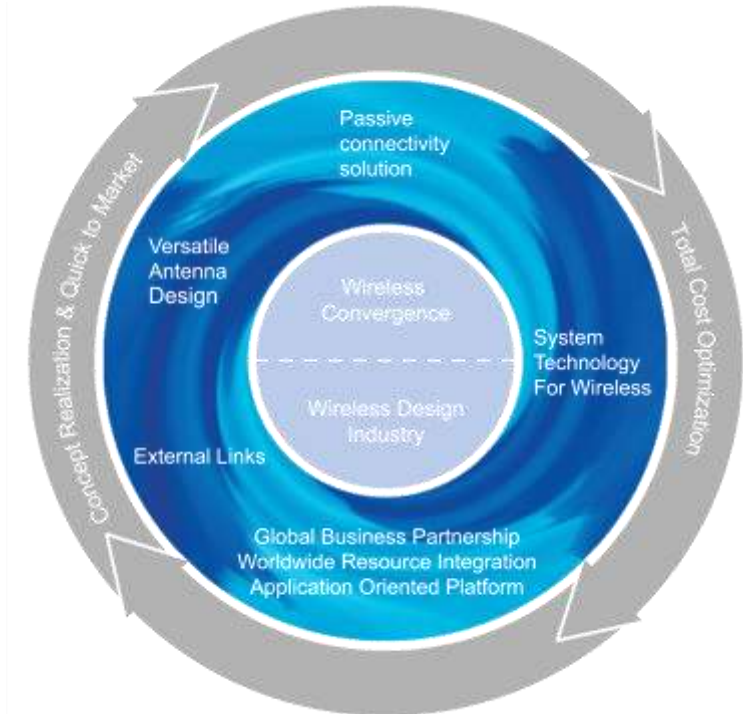 Passive
connectivity
solution
Versatile
Antenna
Design
Wireless
Convergence
System
Technology
For Wireless
Wireless Design
Industry
External Links
Global Business Partnership
Worldwide Resource Integration
Application Oriented Platform
Concept Realization & Quick to Market
Total Cost Optimization